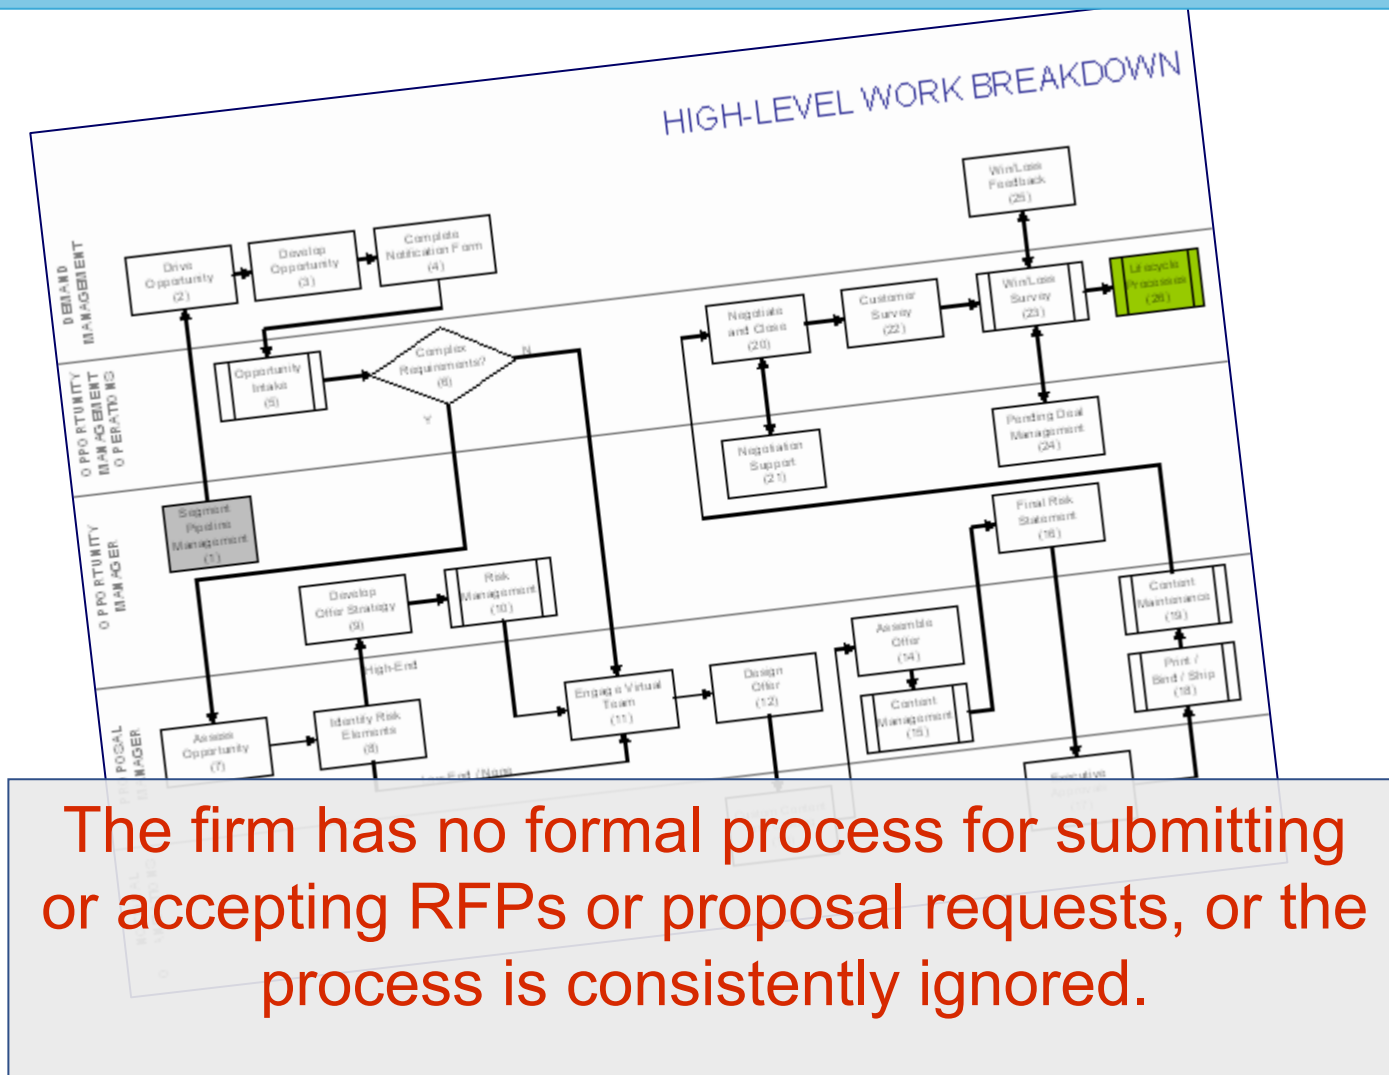 HIGH-LEVEL WORK BREAKDOWN
DEMAND
MANAGEMENT
Drive
Opportunity
(2)
Develop
Opportunity
(3)
Complete
Notification Form
(4)
Win/Loss
Feedback
(25)
OPPORTUNITY
MANAGEMENT
OPERATIONS
Opportunity
Intake
(5)
Complex
Requirements?
(6)
N
Y
Negotiate
and Close
(20)
Customer
Survey
(22)
Win/Loss
Survey
(23)
Lifecycle
Processes
(26)
OPPORTUNITY
MANAGER
Segment
Pipeline
Management
(1)
Negotiation
Support
(21)
Pending Deal
Management
(24)
Final Risk
Statement
(16)
Develop
Offer Strategy
(9)
Risk
Management
(10)
High-End
Content
Maintenance
(19)
PROPOSAL
MANAGER
Assess
Opportunity
(7)
Identify Risk
Elements
(8)
Engage Virtual
Team
(11)
Design
Offer
(12)
Assemble
Offer
(14)
Content
Management
(15)
Print /
Bind / Ship
(18)
Low-End / None
Executive
The firm has no formal process for submitting
or accepting RFPs or proposal requests, or the
process is consistently ignored.